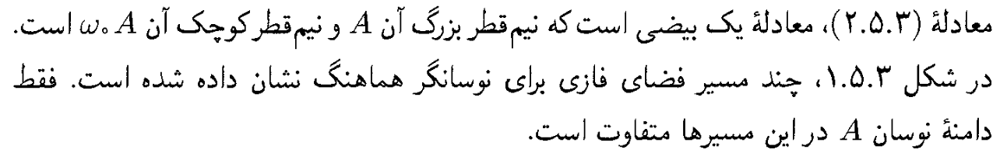 معادلهٔ (۲.۵.۳)، معادلهٔ یک بیضی است که نیم‌قطر بزرگ آن A و نیم‌قطر کوچک آن ω₀A است.
در شکل ۱.۵.۳، چند مسیر فضای فازی برای نوسانگر هماهنگ نشان داده شده است. فقط
دامنهٔ نوسان A در این مسیرها متفاوت است.